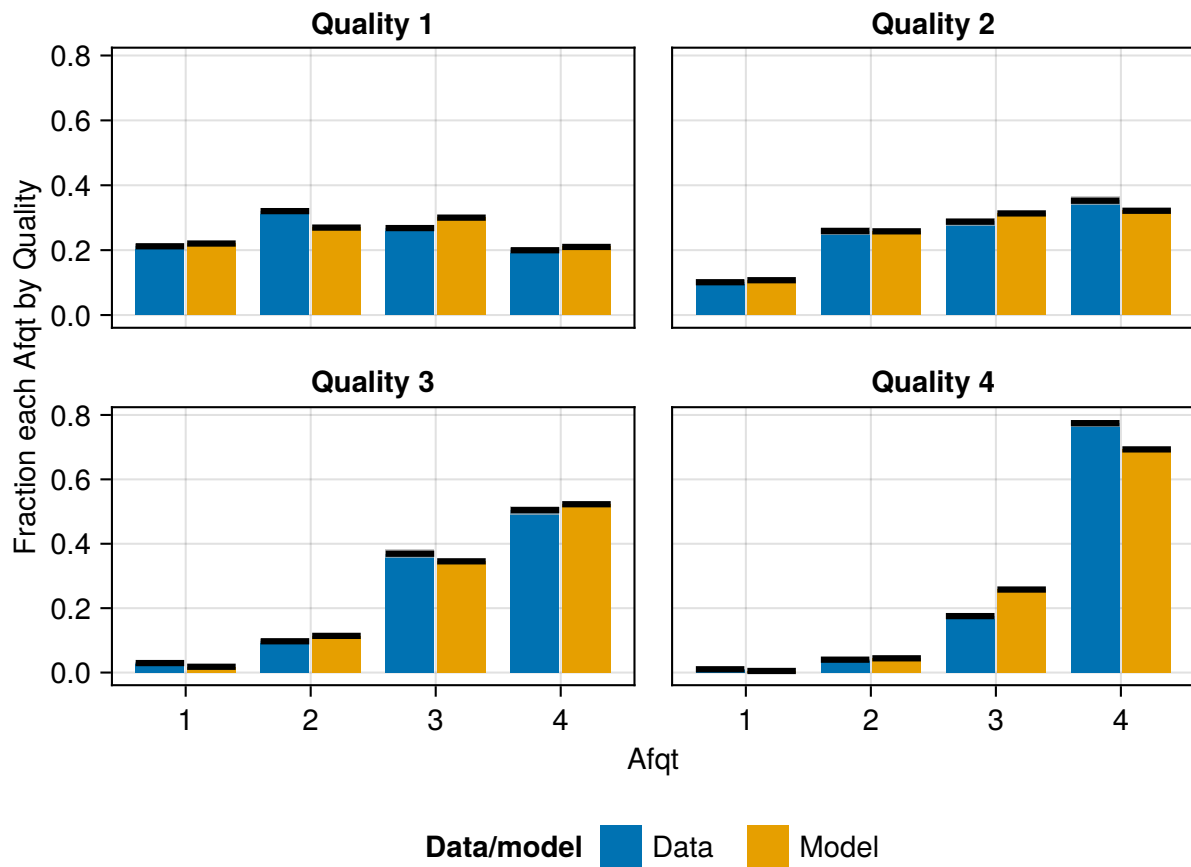 Quality 1
Quality 2
0.8
0.6
0.4
0.2
0.0
Fraction each Afqt by Quality
Quality 3
Quality 4
0.8
0.6
0.4
0.2
0.0
1 2 3 4
1 2 3 4
Afqt
Data/model Data Model